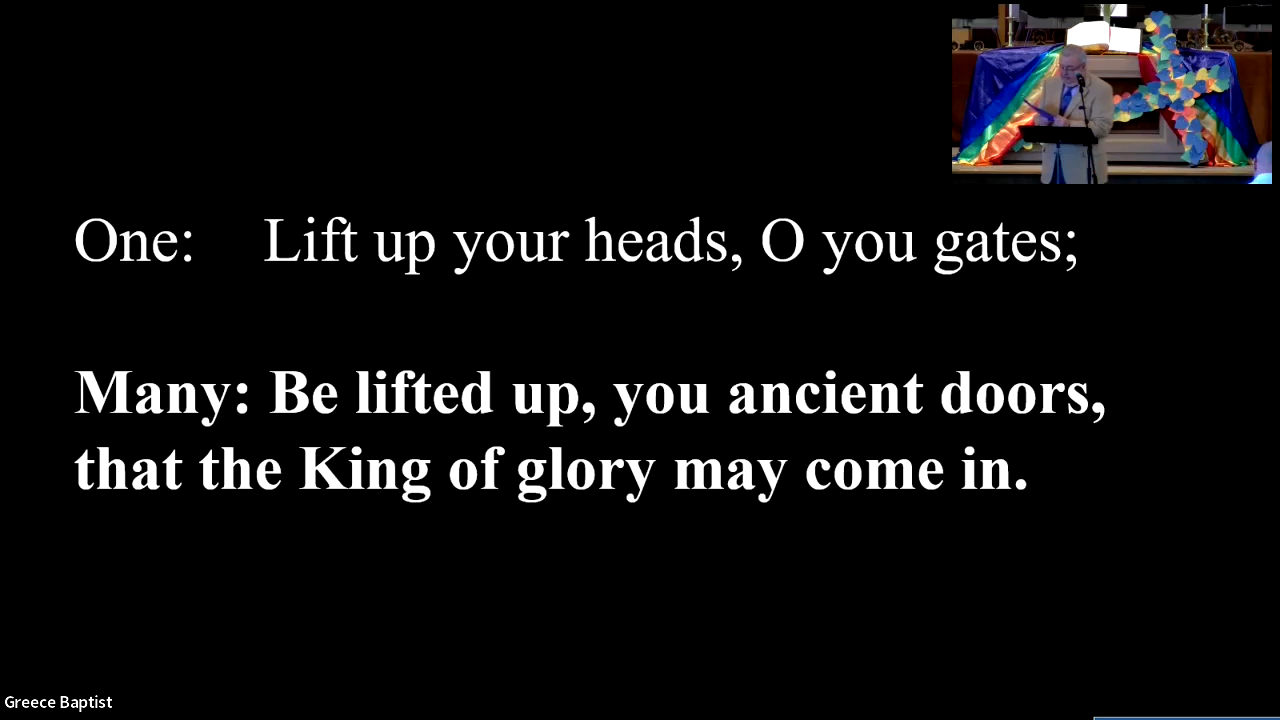 One: Lift up your heads, O you gates;
Many: Be lifted up, you ancient doors,
that the King of glory may come in.
Greece Baptist